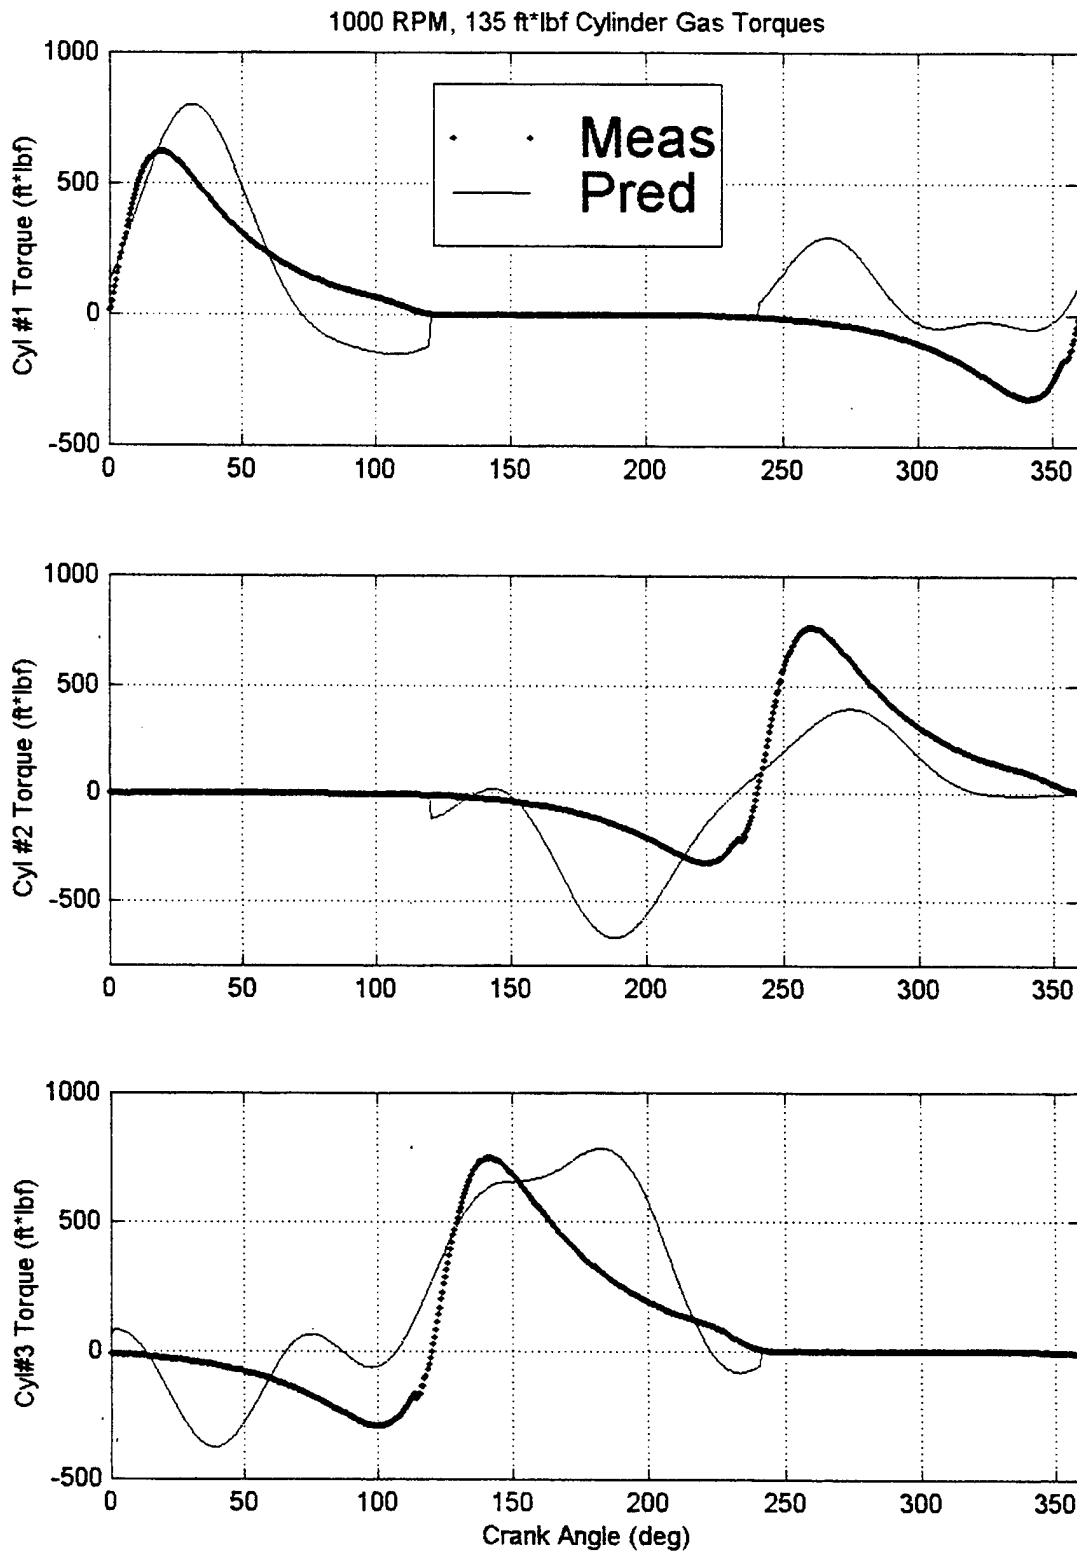 1000 RPM, 135 ft*lbf Cylinder Gas Torques
Cyl #1 Torque (ft*lbf)
1000
500
0
-500
Meas
Pred
0 50 100 150 200 250 300 350
Cyl #2 Torque (ft*lbf)
1000
500
0
-500
0 50 100 150 200 250 300 350
Cyl#3 Torque (ft*lbf)
1000
500
0
-500
0 50 100 150 200 250 300 350
Crank Angle (deg)